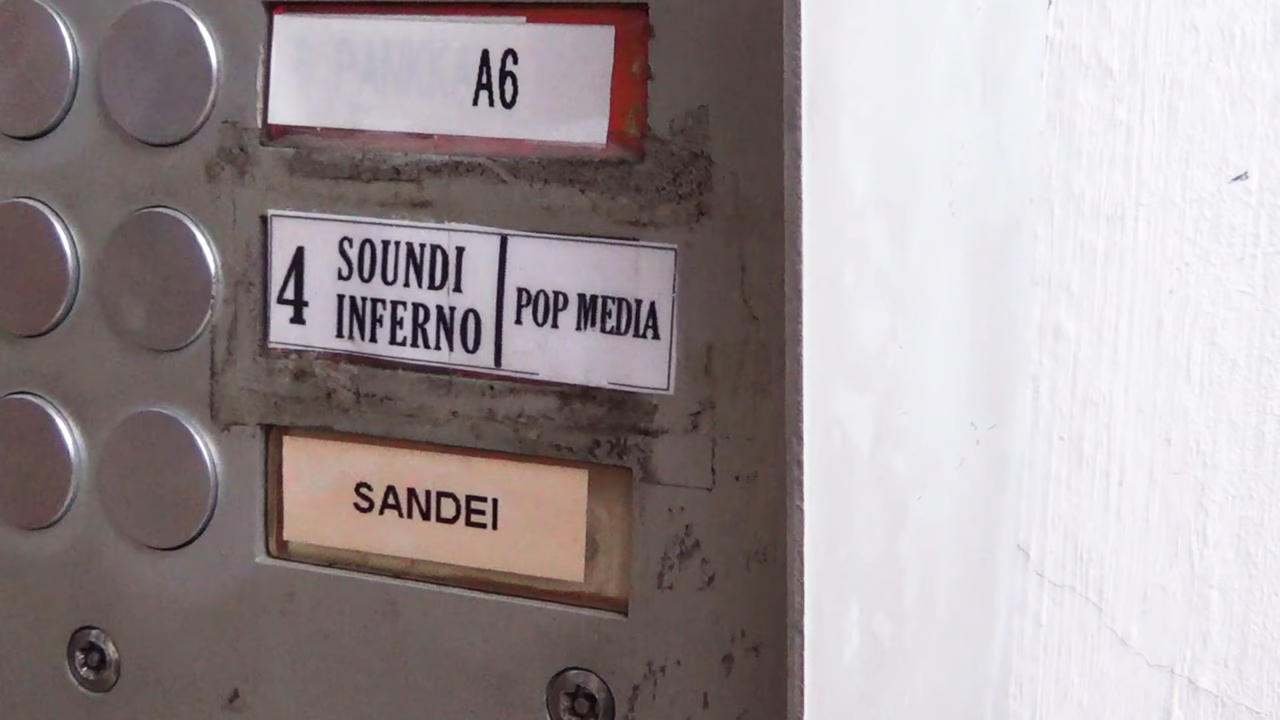 A6
4 SOUNDI
INFERNO
POP MEDIA
SANDEI